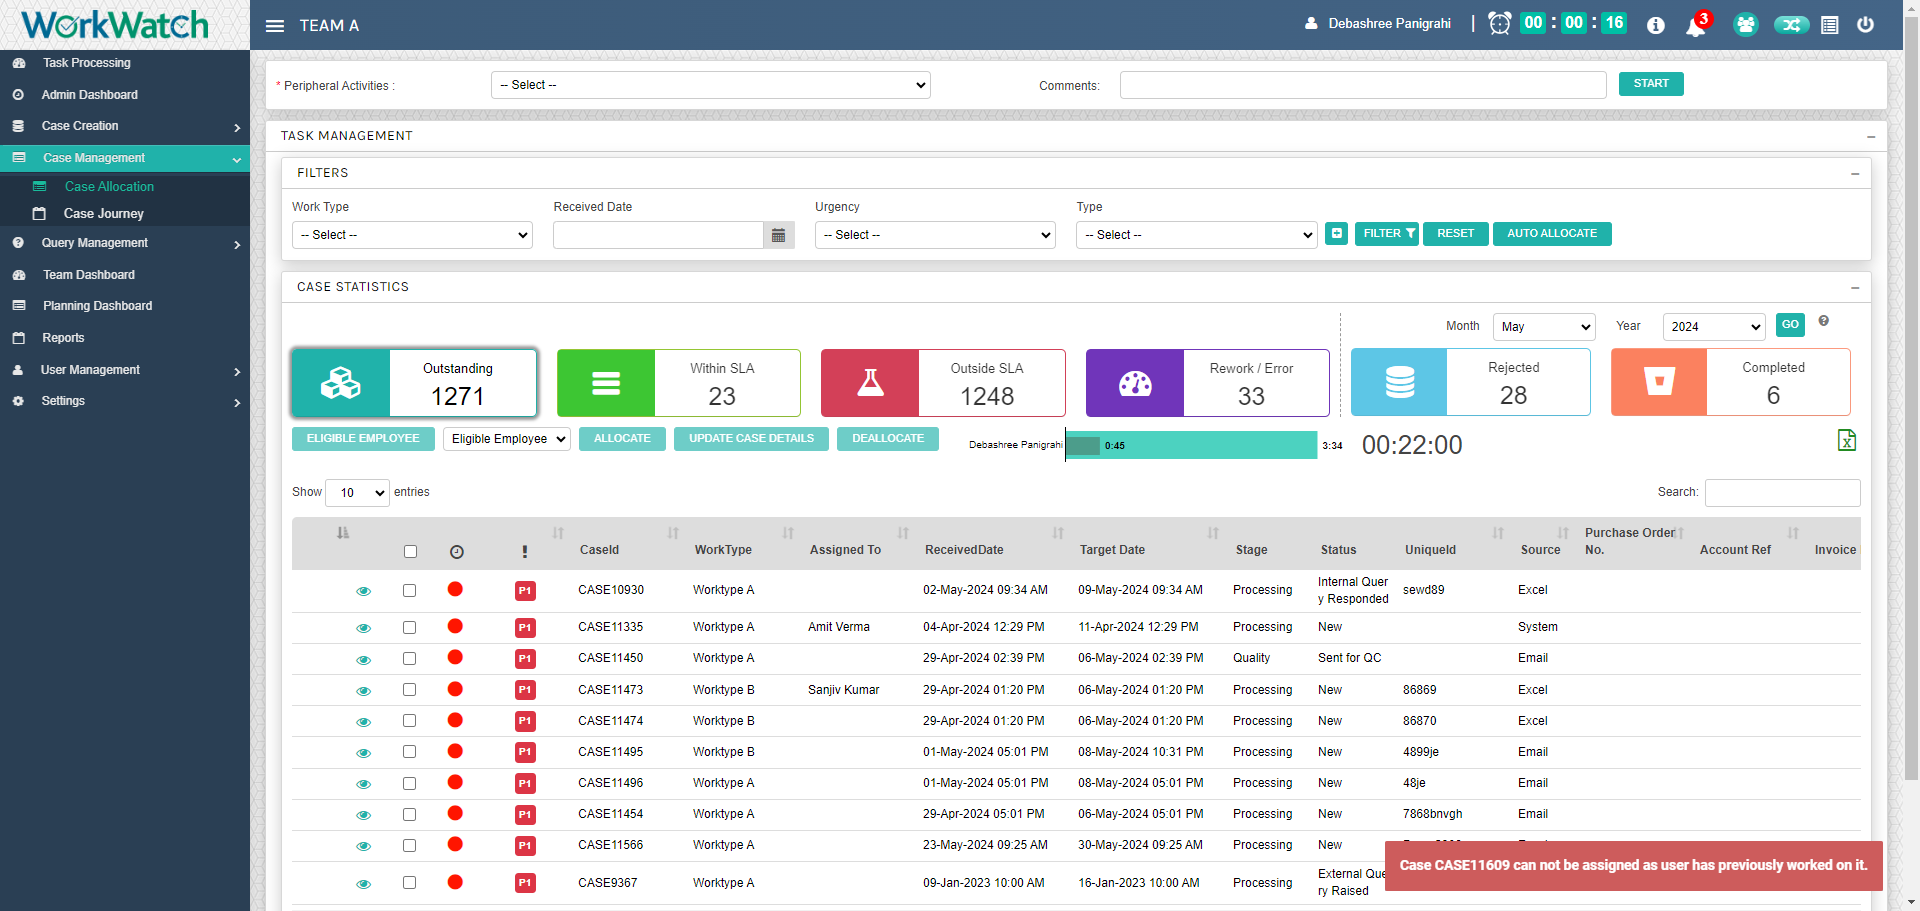 WorkWatch
TEAM A
Debashree Panigrahi | 00 : 00 : 16 3
Task Processing
Admin Dashboard
Case Creation
Case Management
Case Allocation
Case Journey
Query Management
Team Dashboard
Planning Dashboard
Reports
User Management
Settings
* Peripheral Activities : -- Select -- Comments: START
TASK MANAGEMENT
FILTERS
Work Type Received Date Urgency Type
-- Select -- -- Select -- -- Select -- FILTER RESET AUTO ALLOCATE
CASE STATISTICS
Month May Year 2024 GO
Outstanding Within SLA Outside SLA Rework / Error Rejected Completed
1271 23 1248 33 28 6
ELIGIBLE EMPLOYEE Eligible Employee ALLOCATE UPDATE CASE DETAILS DEALLOCATE Debashree Panigrahi 0:45 3:34 00:22:00
Show 10 entries Search:
! CaseId WorkType Assigned To ReceivedDate Target Date Stage Status UniqueId Source Purchase Order No. Account Ref Invoice
P1 CASE10930 Worktype A 02-May-2024 09:34 AM 09-May-2024 09:34 AM Processing Internal Quer y Responded sewd89 Excel
P1 CASE11335 Worktype A Amit Verma 04-Apr-2024 12:29 PM 11-Apr-2024 12:29 PM Processing New System
P1 CASE11450 Worktype A 29-Apr-2024 02:39 PM 06-May-2024 02:39 PM Quality Sent for QC Email
P1 CASE11473 Worktype B Sanjiv Kumar 29-Apr-2024 01:20 PM 06-May-2024 01:20 PM Processing New 86869 Excel
P1 CASE11474 Worktype B 29-Apr-2024 01:20 PM 06-May-2024 01:20 PM Processing New 86870 Excel
P1 CASE11495 Worktype B 01-May-2024 05:01 PM 08-May-2024 10:31 PM Processing New 4899je Email
P1 CASE11496 Worktype A 01-May-2024 05:01 PM 08-May-2024 05:01 PM Processing New 48je Email
P1 CASE11454 Worktype A 29-Apr-2024 05:01 PM 06-May-2024 05:01 PM Processing New 7868bnvgh Email
P1 CASE11566 Worktype A 23-May-2024 09:25 AM 30-May-2024 09:25 AM Processing New
P1 CASE9367 Worktype A 09-Jan-2023 10:00 AM 16-Jan-2023 10:00 AM Processing External Que ry Raised
Case CASE11609 can not be assigned as user has previously worked on it.